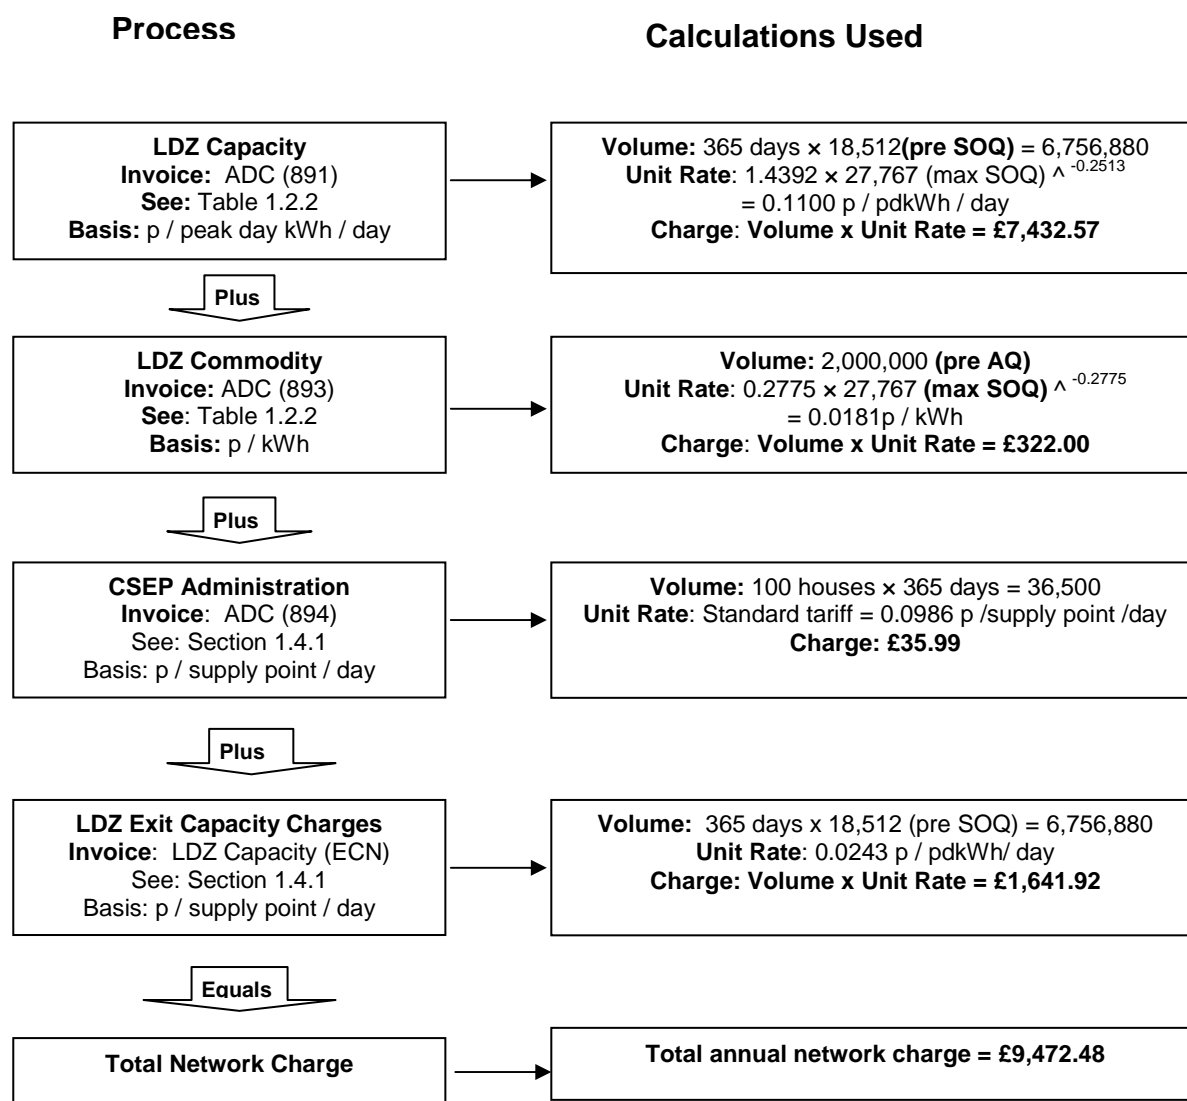 Process
Calculations Used
LDZ Capacity
Invoice: ADC (891)
See: Table 1.2.2
Basis: p / peak day kWh / day
Volume: 365 days × 18,512(pre SOQ) = 6,756,880
Unit Rate: 1.4392 × 27,767 (max SOQ) ^ -0.2513
= 0.1100 p / pdkWh / day
Charge: Volume x Unit Rate = £7,432.57
Plus
LDZ Commodity
Invoice: ADC (893)
See: Table 1.2.2
Basis: p / kWh
Volume: 2,000,000 (pre AQ)
Unit Rate: 0.2775 × 27,767 (max SOQ) ^ -0.2775
= 0.0181p / kWh
Charge: Volume x Unit Rate = £322.00
Plus
CSEP Administration
Invoice: ADC (894)
See: Section 1.4.1
Basis: p / supply point / day
Volume: 100 houses × 365 days = 36,500
Unit Rate: Standard tariff = 0.0986 p /supply point /day
Charge: £35.99
Plus
LDZ Exit Capacity Charges
Invoice: LDZ Capacity (ECN)
See: Section 1.4.1
Basis: p / supply point / day
Volume: 365 days x 18,512 (pre SOQ) = 6,756,880
Unit Rate: 0.0243 p / pdkWh/ day
Charge: Volume x Unit Rate = £1,641.92
Equals
Total Network Charge
Total annual network charge = £9,472.48